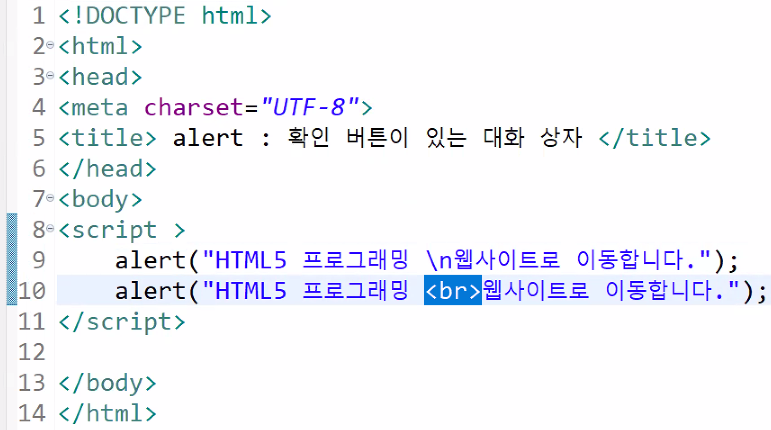 1 <!DOCTYPE html>
2 <html>
3 <head>
4 <meta charset="UTF-8">
5 <title> alert : 확인 버튼이 있는 대화 상자 </title>
6 </head>
7 <body>
8 <script >
9 alert("HTML5 프로그래밍 \n웹사이트로 이동합니다.");
10 alert("HTML5 프로그래밍 <br>웹사이트로 이동합니다.");
11 </script>
12
13 </body>
14 </html>